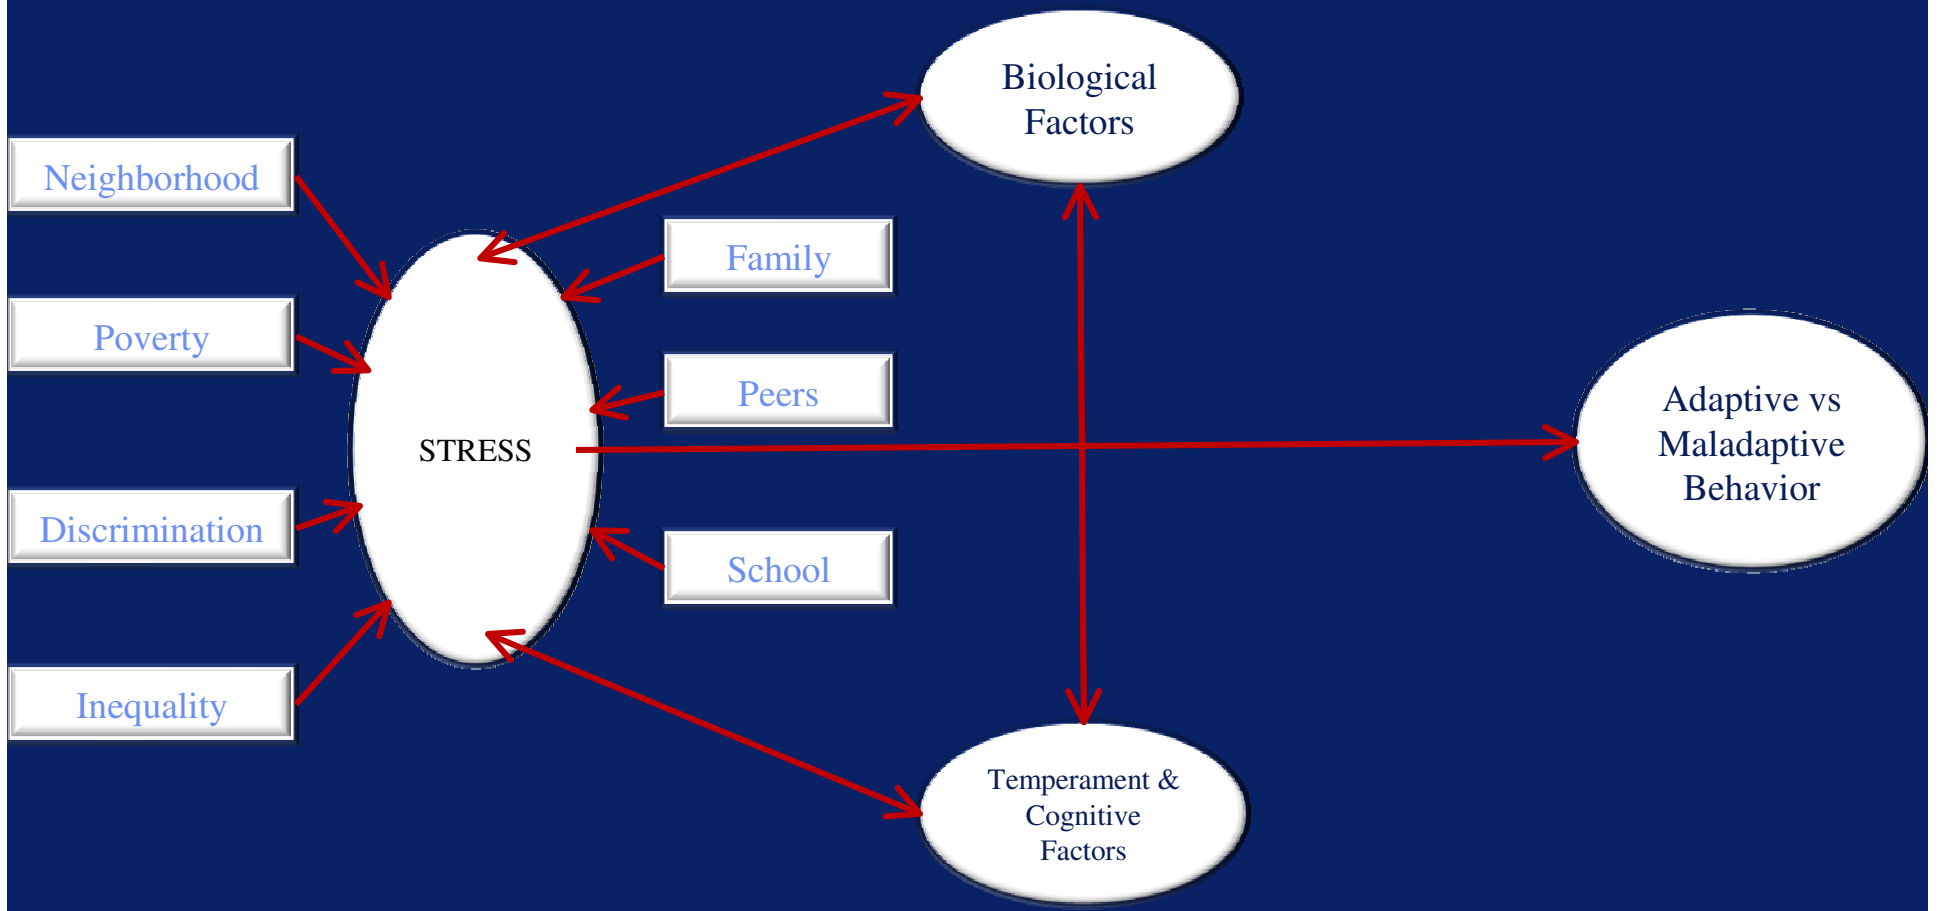 Biological
Factors
Neighborhood
Family
Poverty
Peers
STRESS
Adaptive vs
Maladaptive
Behavior
Discrimination
School
Inequality
Temperament &
Cognitive
Factors